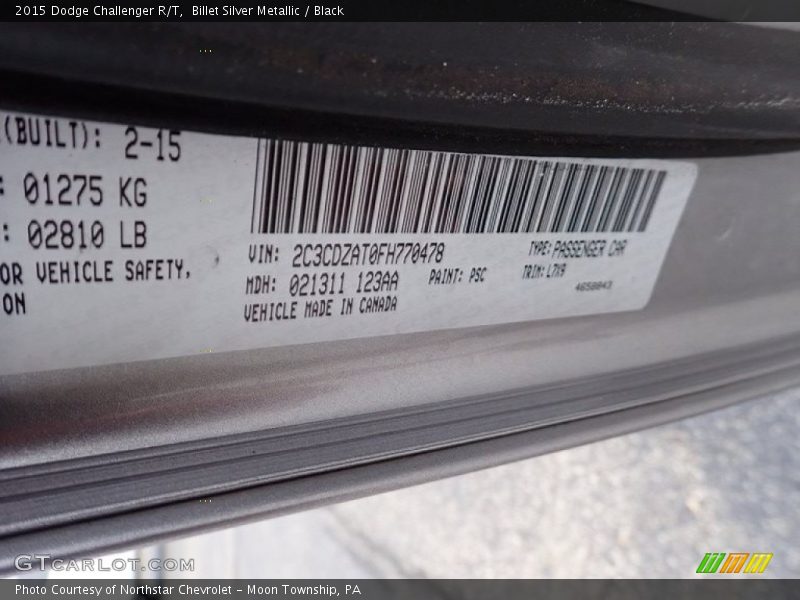 2015 Dodge Challenger R/T,  Billet Silver Metallic / Black
(BUILT): 2-15
: 01275 KG
: 02810 LB
OR VEHICLE SAFETY,
ON
VIN: 2C3CDZAT0FH770478
TYPE: PASSENGER CAR
MDH: 021311 123AA
PAINT: PSC
TRIM: L7X9
VEHICLE MADE IN CANADA
4658843
GTcarlot.com
Photo Courtesy of Northstar Chevrolet - Moon Township, PA